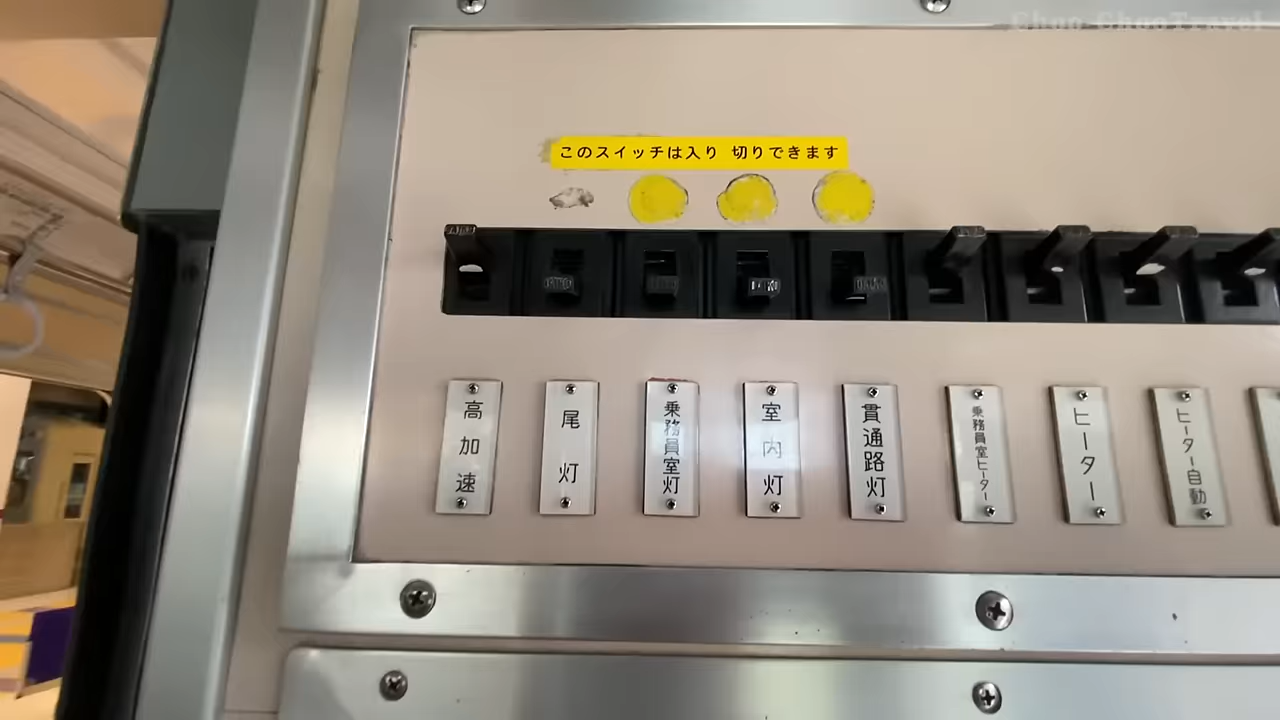 Chuo-ChuoTravel
このスイッチは入り 切りできます
高加速
尾灯
乗務員室灯
室内灯
貫通路灯
乗務員室ヒーター
ヒーター
ヒーター自動